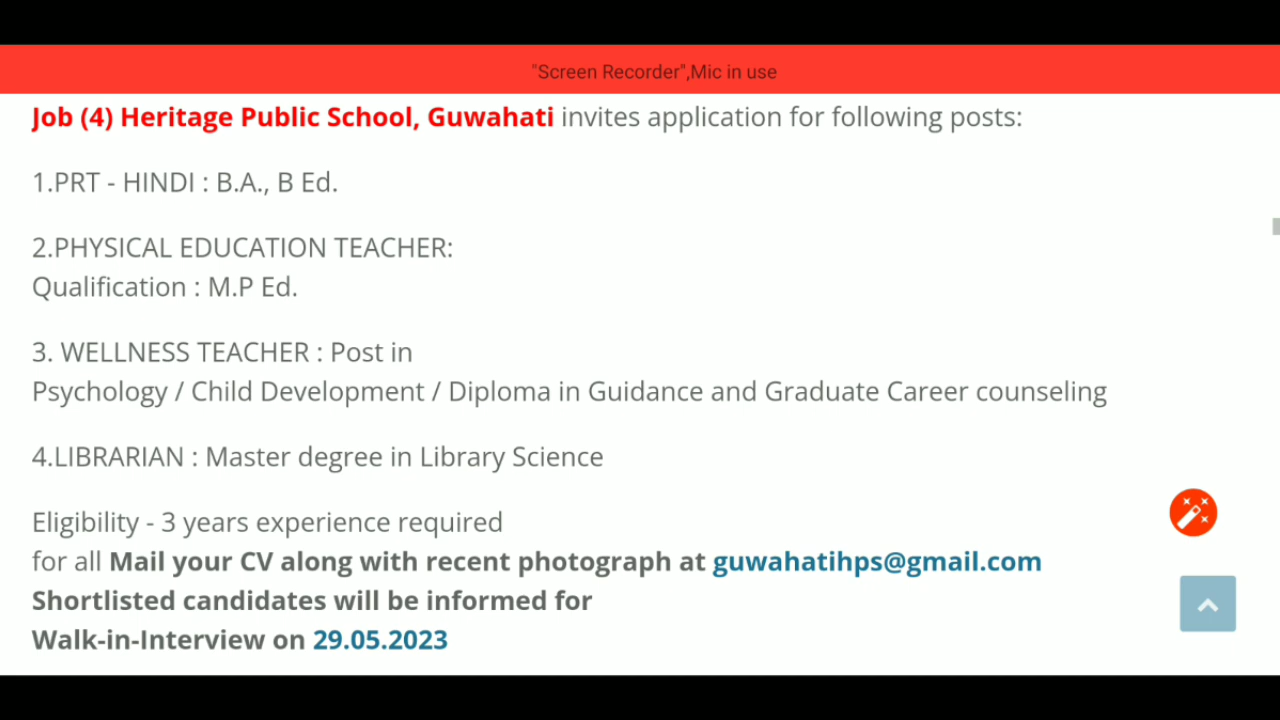 "Screen Recorder",Mic in use
Job (4) Heritage Public School, Guwahati invites application for following posts:
1.PRT - HINDI : B.A., B Ed.
2.PHYSICAL EDUCATION TEACHER:
Qualification : M.P Ed.
3. WELLNESS TEACHER : Post in
Psychology / Child Development / Diploma in Guidance and Graduate Career counseling
4.LIBRARIAN : Master degree in Library Science
Eligibility - 3 years experience required
for all Mail your CV along with recent photograph at guwahatihps@gmail.com
Shortlisted candidates will be informed for
Walk-in-Interview on 29.05.2023